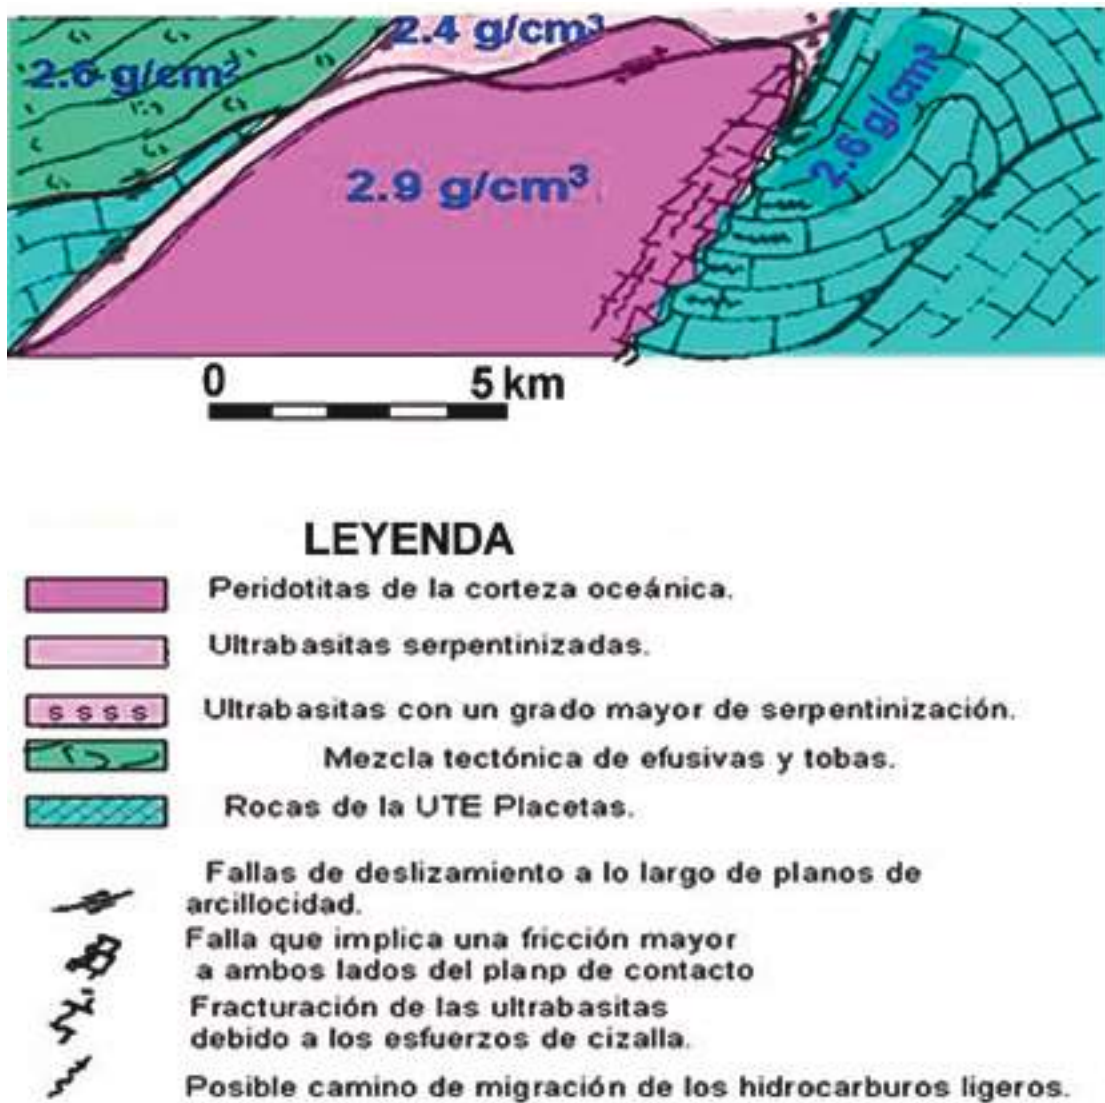 2.4 g/cm3
2.6 g/cm3
2.6 g/cm3
2.9 g/cm3
0 5 km
LEYENDA
Peridotitas de la corteza oceánica.
Ultrabasitas serpentinizadas.
s s s s Ultrabasitas con un grado mayor de serpentinización.
Mezcla tectónica de efusivas y tobas.
Rocas de la UTE Placetas.
Fallas de deslizamiento a lo largo de planos de
arcillocidad.
Falla que implica una fricción mayor
a ambos lados del planp de contacto
Fracturación de las ultrabasitas
debido a los esfuerzos de cizalla.
Posible camino de migración de los hidrocarburos ligeros.